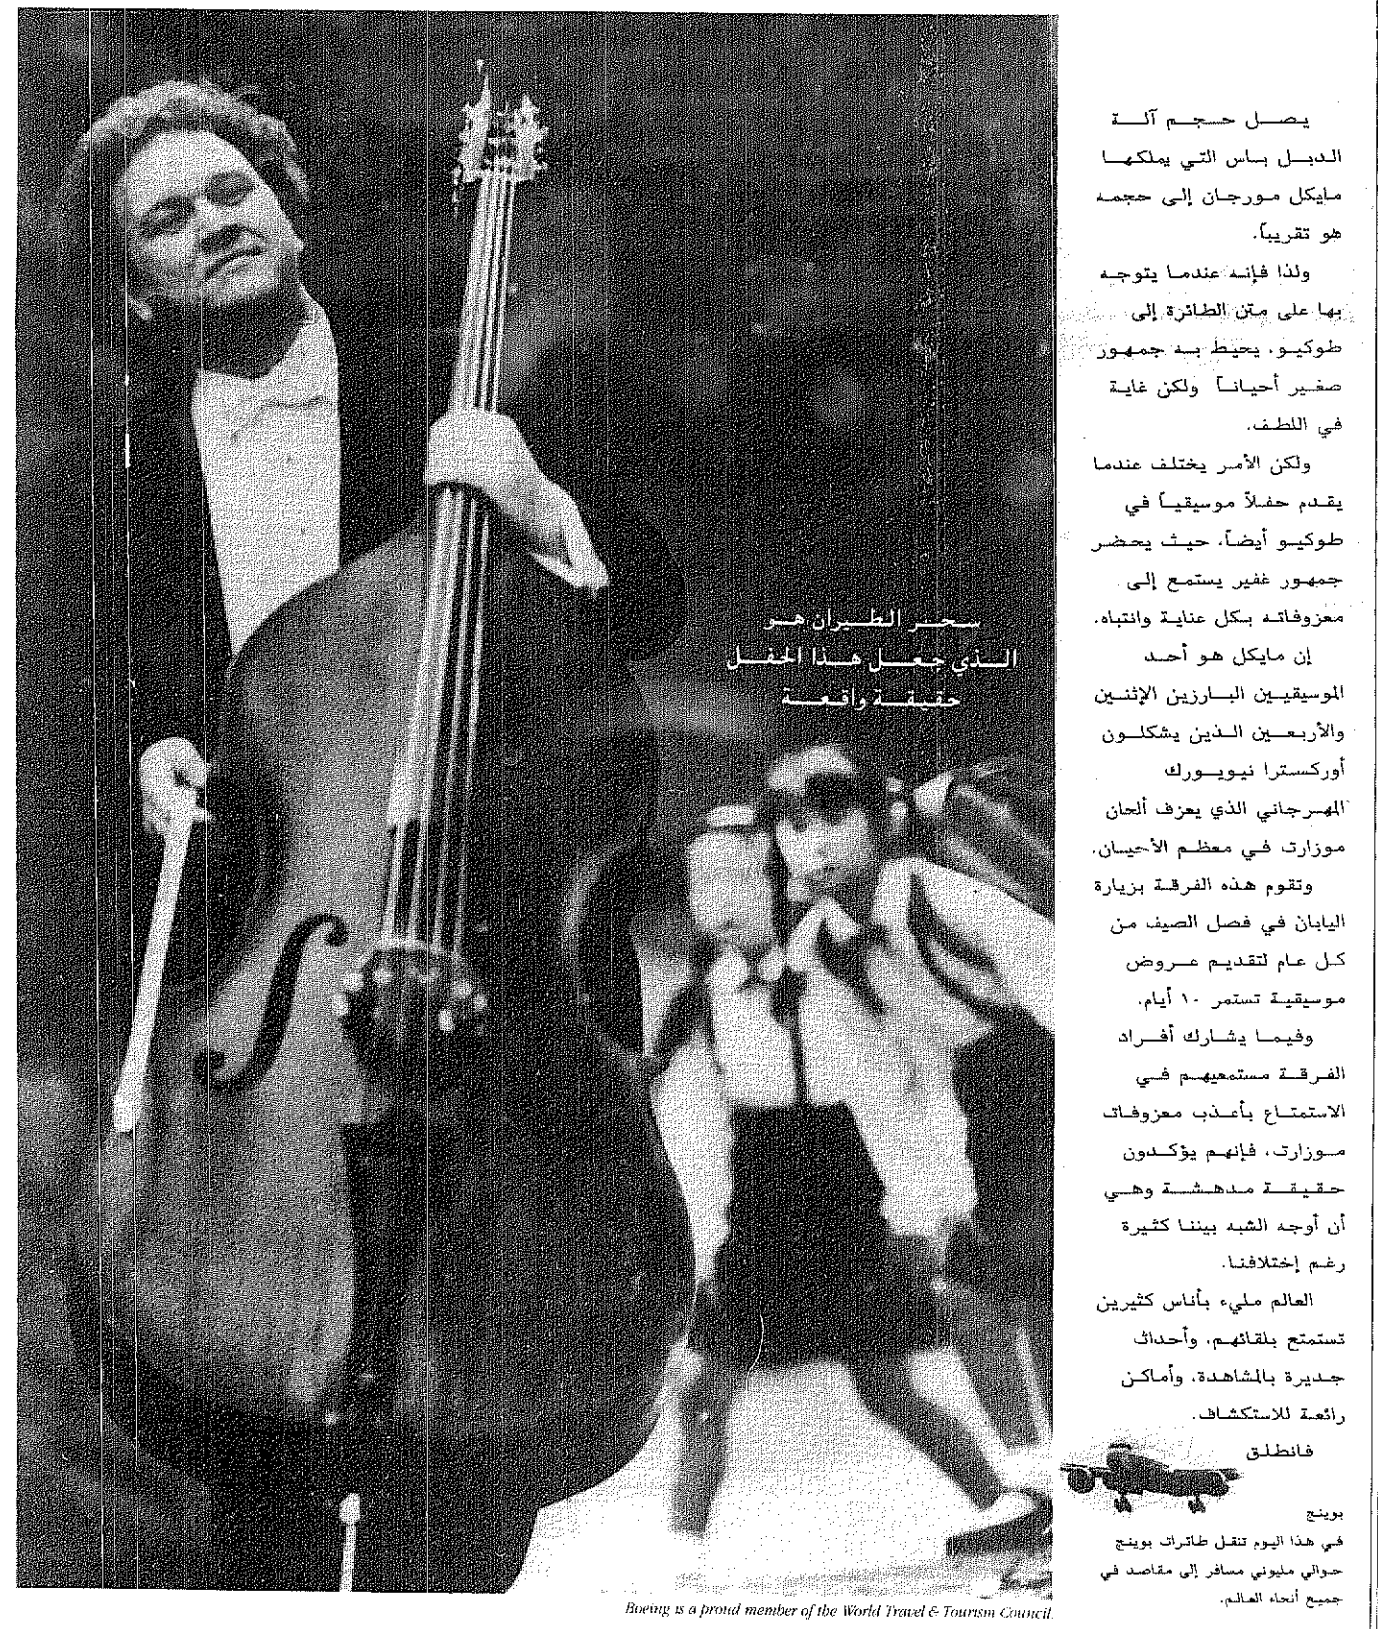 يصل حجم آلة
الدبل باس التي يملكها
مايكل مورجان إلى حجمه
هو تقريباً.
ولذا فإنه عندما يتوجه
بها على متن الطائرة إلى
طوكيو، يحيط به جمهور
صغير أحياناً ولكن غاية
في اللطف.
ولكن الأمر يختلف عندما
يقدم حفلاً موسيقياً في
طوكيو أيضاً، حيث يحضر
جمهور غفير يستمع إلى
معزوفاته بكل عناية وانتباه.
إن مايكل هو أحد
الموسيقيين البارزين الإثنين
والأربعين الذين يشكلون
أوركسترا نيويورك
المهرجاني الذي يعزف ألحان
موزارت في معظم الأحيان.
وتقوم هذه الفرقة بزيارة
اليابان في فصل الصيف من
كل عام لتقديم عروض
موسيقية تستمر ١٠ أيام.
وفيما يشارك أفراد
الفرقة مستمعيهم في
الاستمتاع بأعذب معزوفات
موزارت، فإنهم يؤكدون
حقيقة مدهشة وهي
أن أوجه الشبه بيننا كثيرة
رغم إختلافنا.
العالم مليء بأناس كثيرين
تستمتع بلقائهم، وأحداث
جديرة بالمشاهدة، وأماكن
رائعة للاستكشاف.
فانطلق
بوينج
في هذا اليوم تنقل طائرات بوينج
حوالي مليوني مسافر إلى مقاصد في
جميع أنحاء العالم.
سحر الطيران هو
الذي جعل هذا الحفل
حقيقة واقعة
Boeing is a proud member of the World Travel & Tourism Council.